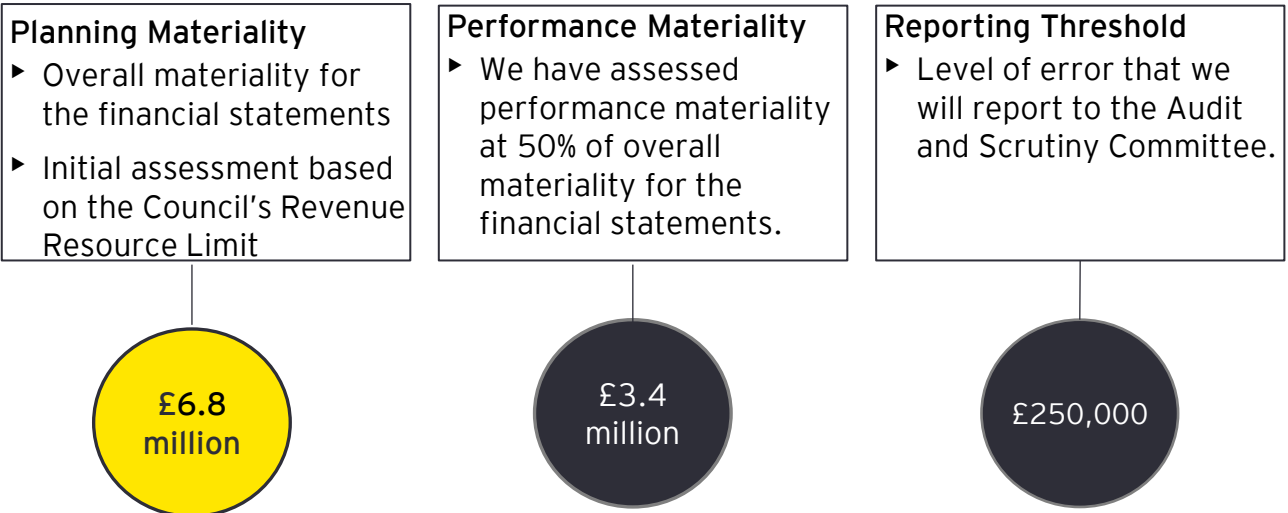 Planning Materiality
▶ Overall materiality for
the financial statements
▶ Initial assessment based
on the Council's Revenue
Resource Limit
£6.8
million
Performance Materiality
▶ We have assessed
performance materiality
at 50% of overall
materiality for the
financial statements.
£3.4
million
Reporting Threshold
▶ Level of error that we
will report to the Audit
and Scrutiny Committee.
£250,000